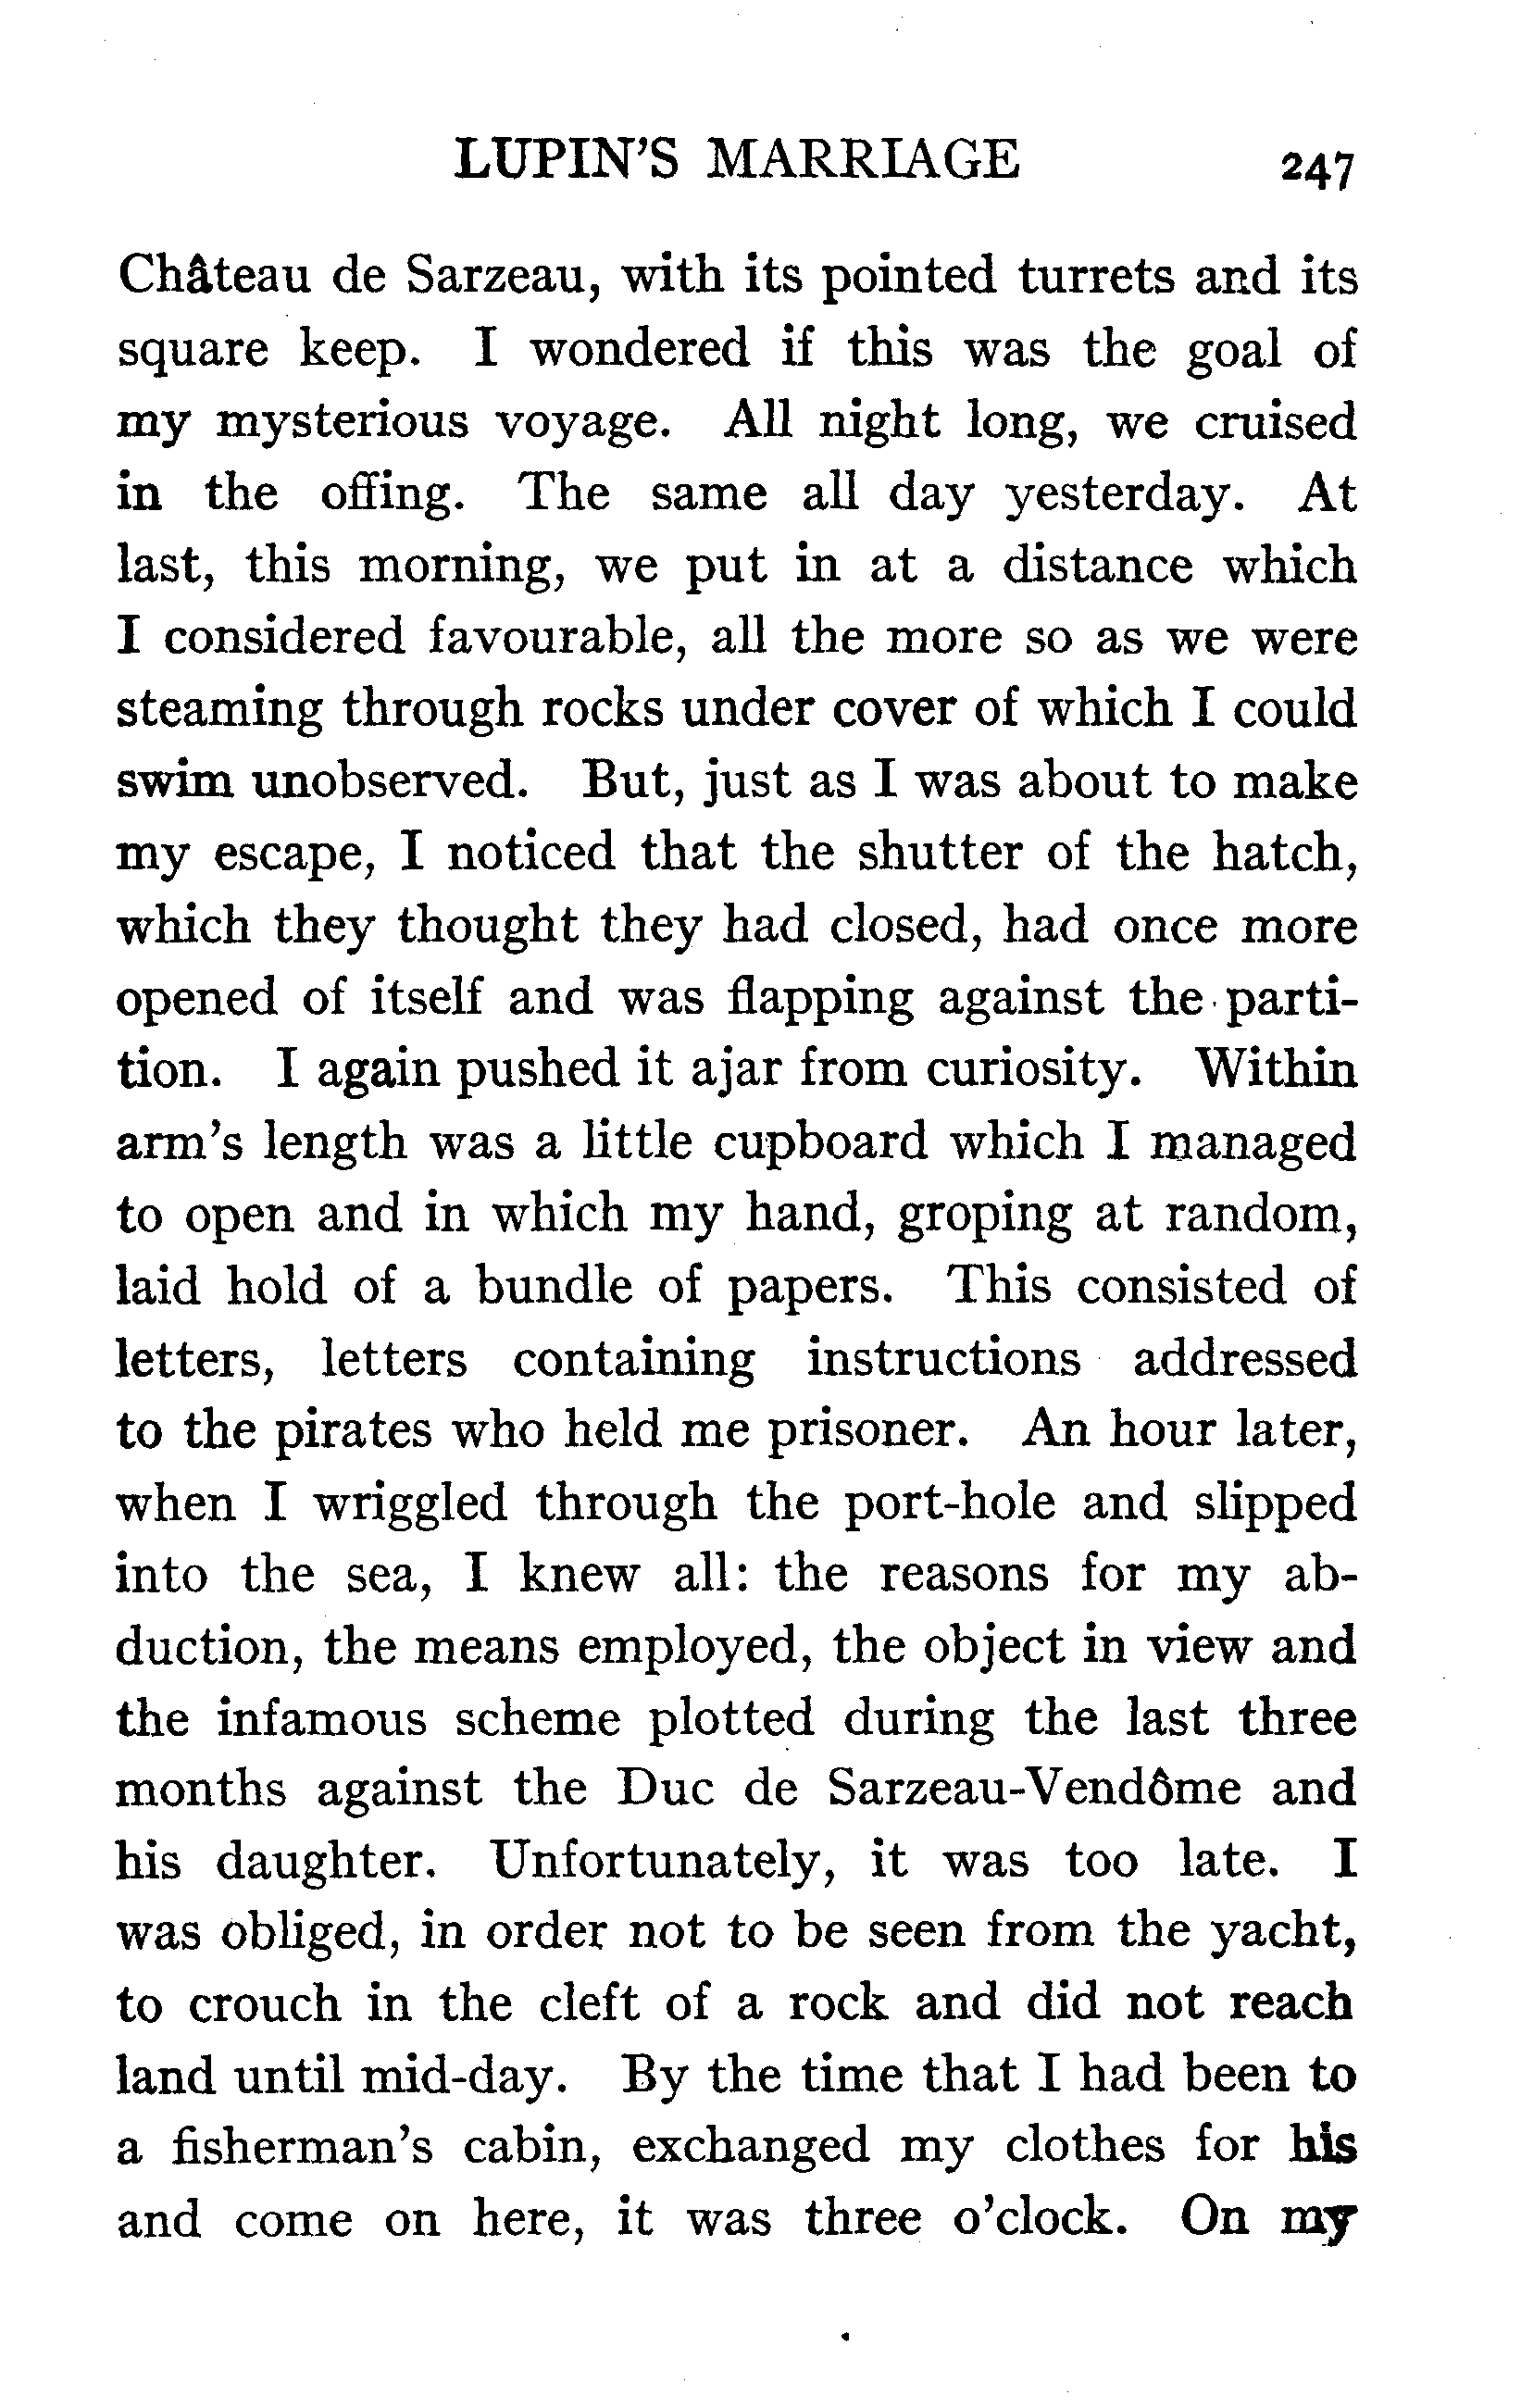 LUPIN'S MARRIAGE 247
Château de Sarzeau, with its pointed turrets and its
square keep. I wondered if this was the goal of
my mysterious voyage. All night long, we cruised
in the offing. The same all day yesterday. At
last, this morning, we put in at a distance which
I considered favourable, all the more so as we were
steaming through rocks under cover of which I could
swim unobserved. But, just as I was about to make
my escape, I noticed that the shutter of the hatch,
which they thought they had closed, had once more
opened of itself and was flapping against the parti-
tion. I again pushed it ajar from curiosity. Within
arm's length was a little cupboard which I managed
to open and in which my hand, groping at random,
laid hold of a bundle of papers. This consisted of
letters, letters containing instructions addressed
to the pirates who held me prisoner. An hour later,
when I wriggled through the port-hole and slipped
into the sea, I knew all: the reasons for my ab-
duction, the means employed, the object in view and
the infamous scheme plotted during the last three
months against the Duc de Sarzeau-Vendôme and
his daughter. Unfortunately, it was too late. I
was obliged, in order not to be seen from the yacht,
to crouch in the cleft of a rock and did not reach
land until mid-day. By the time that I had been to
a fisherman's cabin, exchanged my clothes for his
and come on here, it was three o'clock. On my